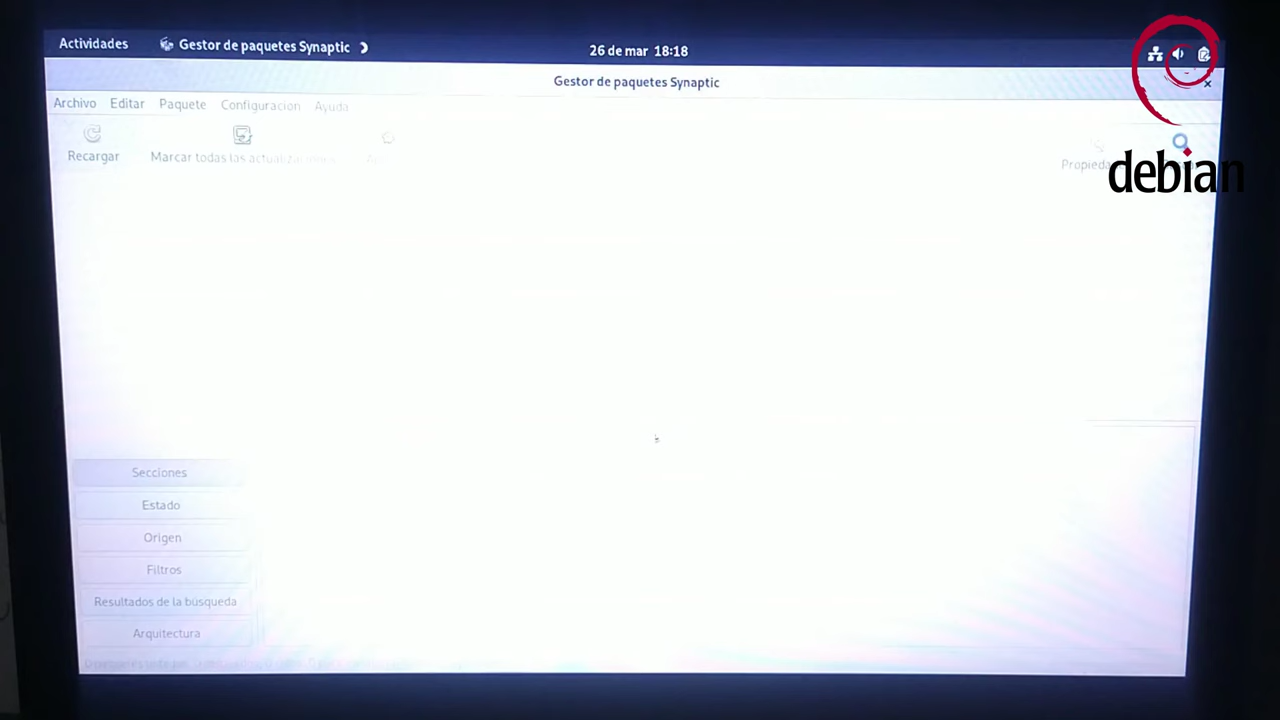 Actividades
Gestor de paquetes Synaptic
26 de mar 18:18
Gestor de paquetes Synaptic
Archivo Editar Paquete Configuración Ayuda
Recargar
Marcar todas las actualizaciones
debian
Secciones
Estado
Origen
Filtros
Resultados de la búsqueda
Arquitectura